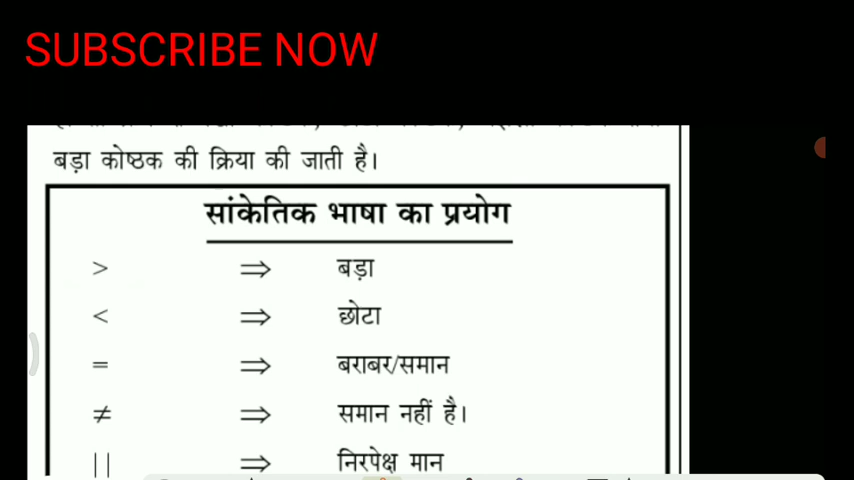 SUBSCRIBE NOW
बड़ा कोष्ठक की क्रिया की जाती है।
सांकेतिक भाषा का प्रयोग
> ⇒ बड़ा
< ⇒ छोटा
= ⇒ बराबर/समान
≠ ⇒ समान नहीं है।
| | ⇒ निरपेक्ष मान